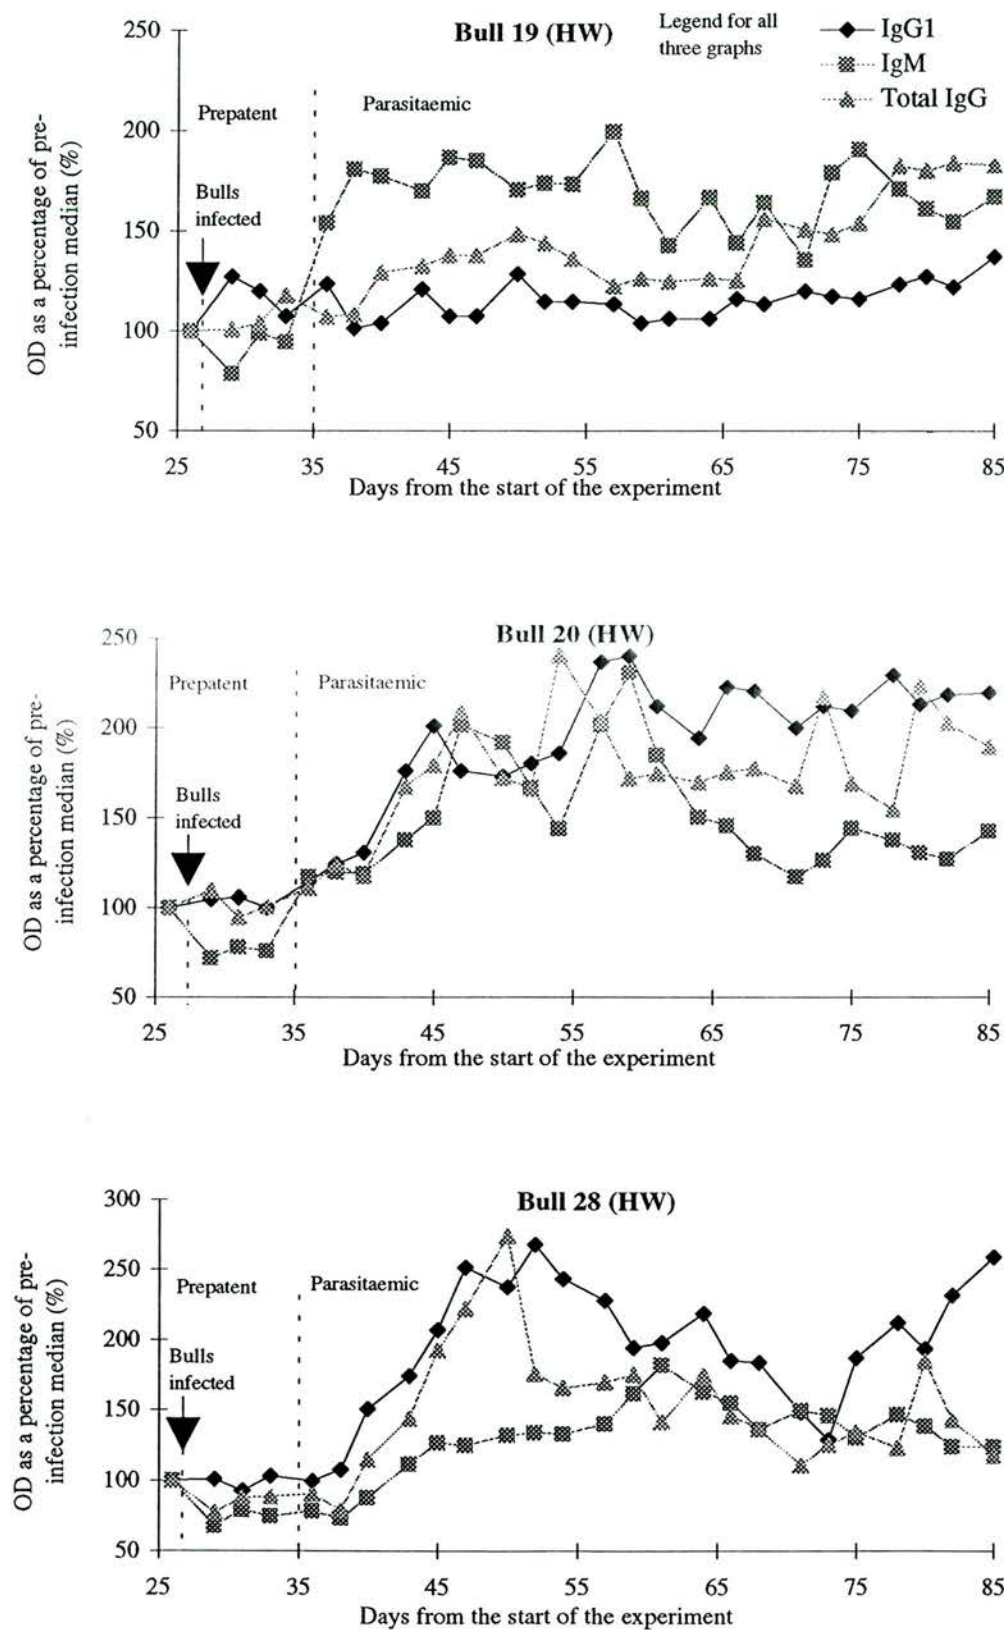 250
Bull 19 (HW)
Legend for all
three graphs
IgG1
IgM
Total IgG
OD as a percentage of pre-
infection median (%)
Prepatent
Parasitaemic
200
Bulls
infected
150
100
50
25 35 45 55 65 75 85
Days from the start of the experiment
250
Bull 20 (HW)
OD as a percentage of pre-
infection median (%)
Prepatent
Parasitaemic
200
Bulls
infected
150
100
50
25 35 45 55 65 75 85
Days from the start of the experiment
300
Bull 28 (HW)
OD as a percentage of pre-
infection median (%)
250
Prepatent
Parasitaemic
200
Bulls
infected
150
100
50
25 35 45 55 65 75 85
Days from the start of the experiment